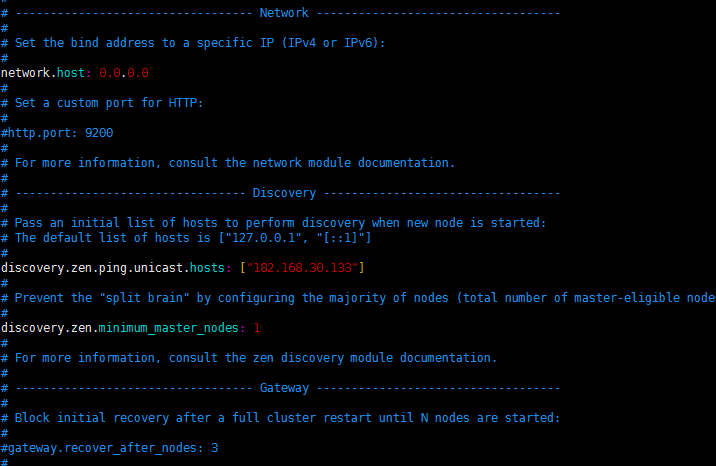 #
# ---------------------------------- Network -----------------------------------
#
# Set the bind address to a specific IP (IPv4 or IPv6):
#
network.host: 0.0.0.0
#
# Set a custom port for HTTP:
#
#http.port: 9200
#
# For more information, consult the network module documentation.
#
# --------------------------------- Discovery ----------------------------------
#
# Pass an initial list of hosts to perform discovery when new node is started:
# The default list of hosts is ["127.0.0.1", "[::1]"]
#
discovery.zen.ping.unicast.hosts: ["182.168.30.133"]
#
# Prevent the "split brain" by configuring the majority of nodes (total number of master-eligible node
#
discovery.zen.minimum_master_nodes: 1
#
# For more information, consult the zen discovery module documentation.
#
# ---------------------------------- Gateway -----------------------------------
#
# Block initial recovery after a full cluster restart until N nodes are started:
#
#gateway.recover_after_nodes: 3
#